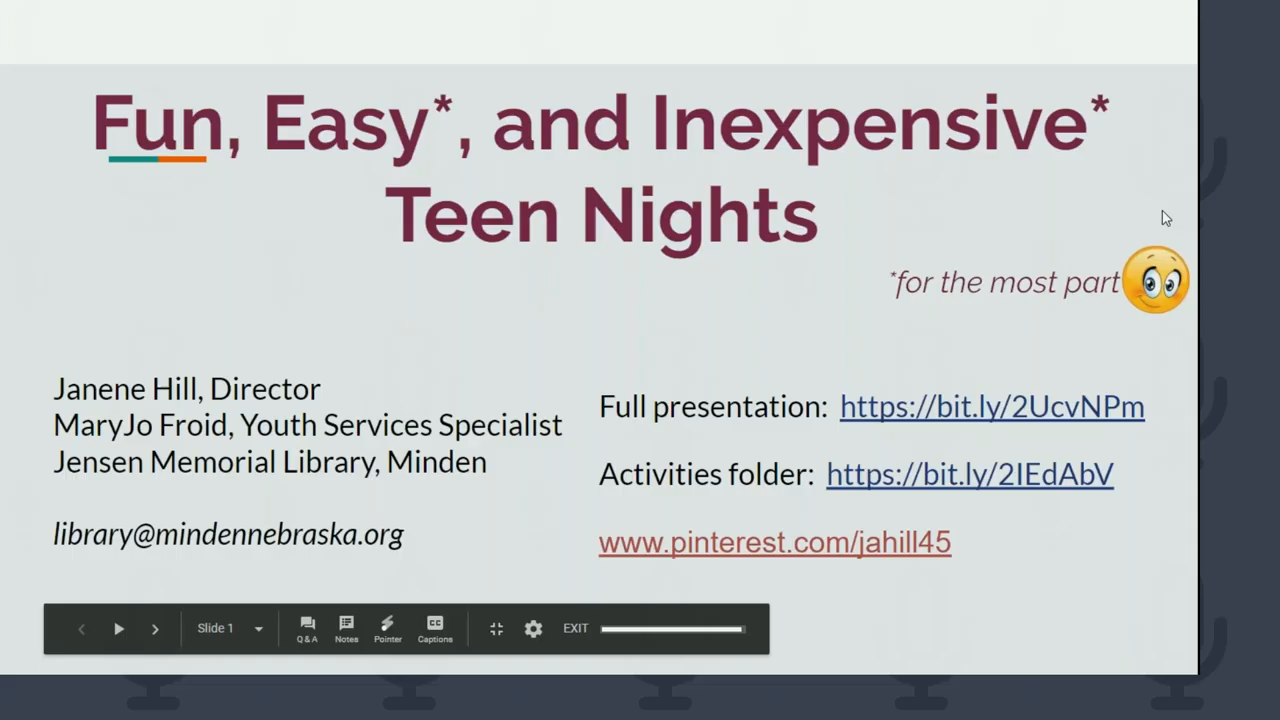 Fun, Easy*, and Inexpensive*
Teen Nights
*for the most part
Janene Hill, Director
MaryJo Froid, Youth Services Specialist
Jensen Memorial Library, Minden
library@mindennebraska.org
Full presentation: https://bit.ly/2UcvNPm
Activities folder: https://bit.ly/2IEdAbV
www.pinterest.com/jahill45
Slide 1
Q & A
Notes
Pointer
CC
Captions
EXIT